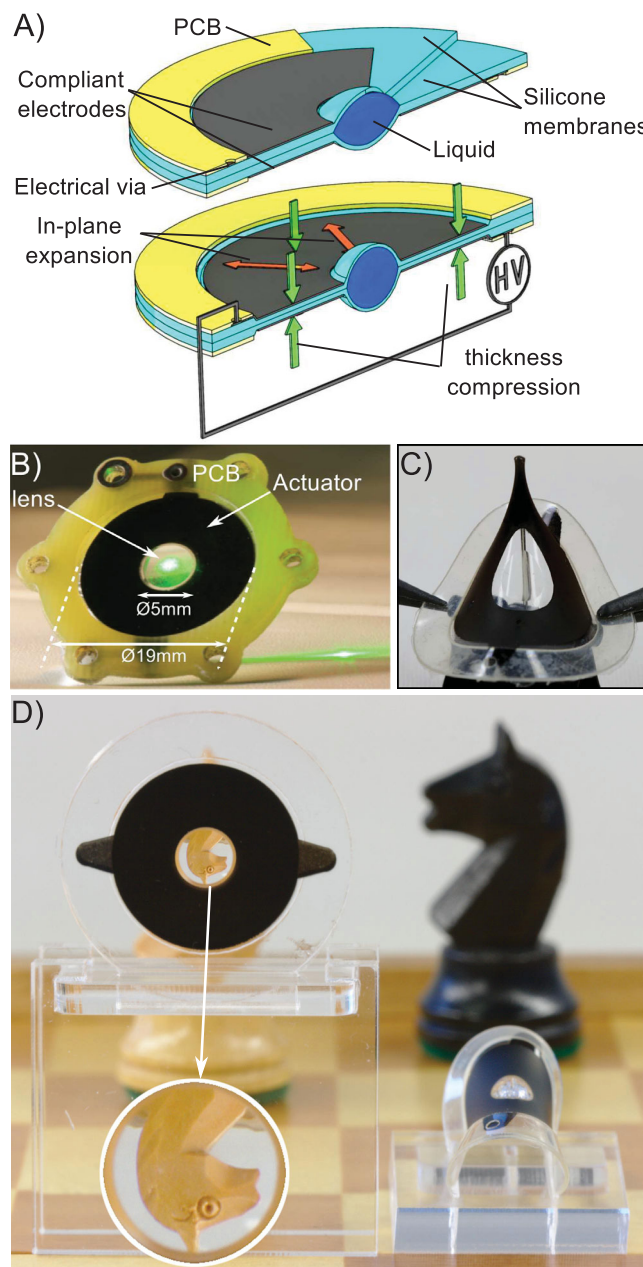 A)
PCB
Compliant
electrodes
Silicone
membranes
Liquid
Electrical via
In-plane
expansion
HV
thickness
compression
B)
PCB
lens
Actuator
Ø5mm
Ø19mm
C)
D)